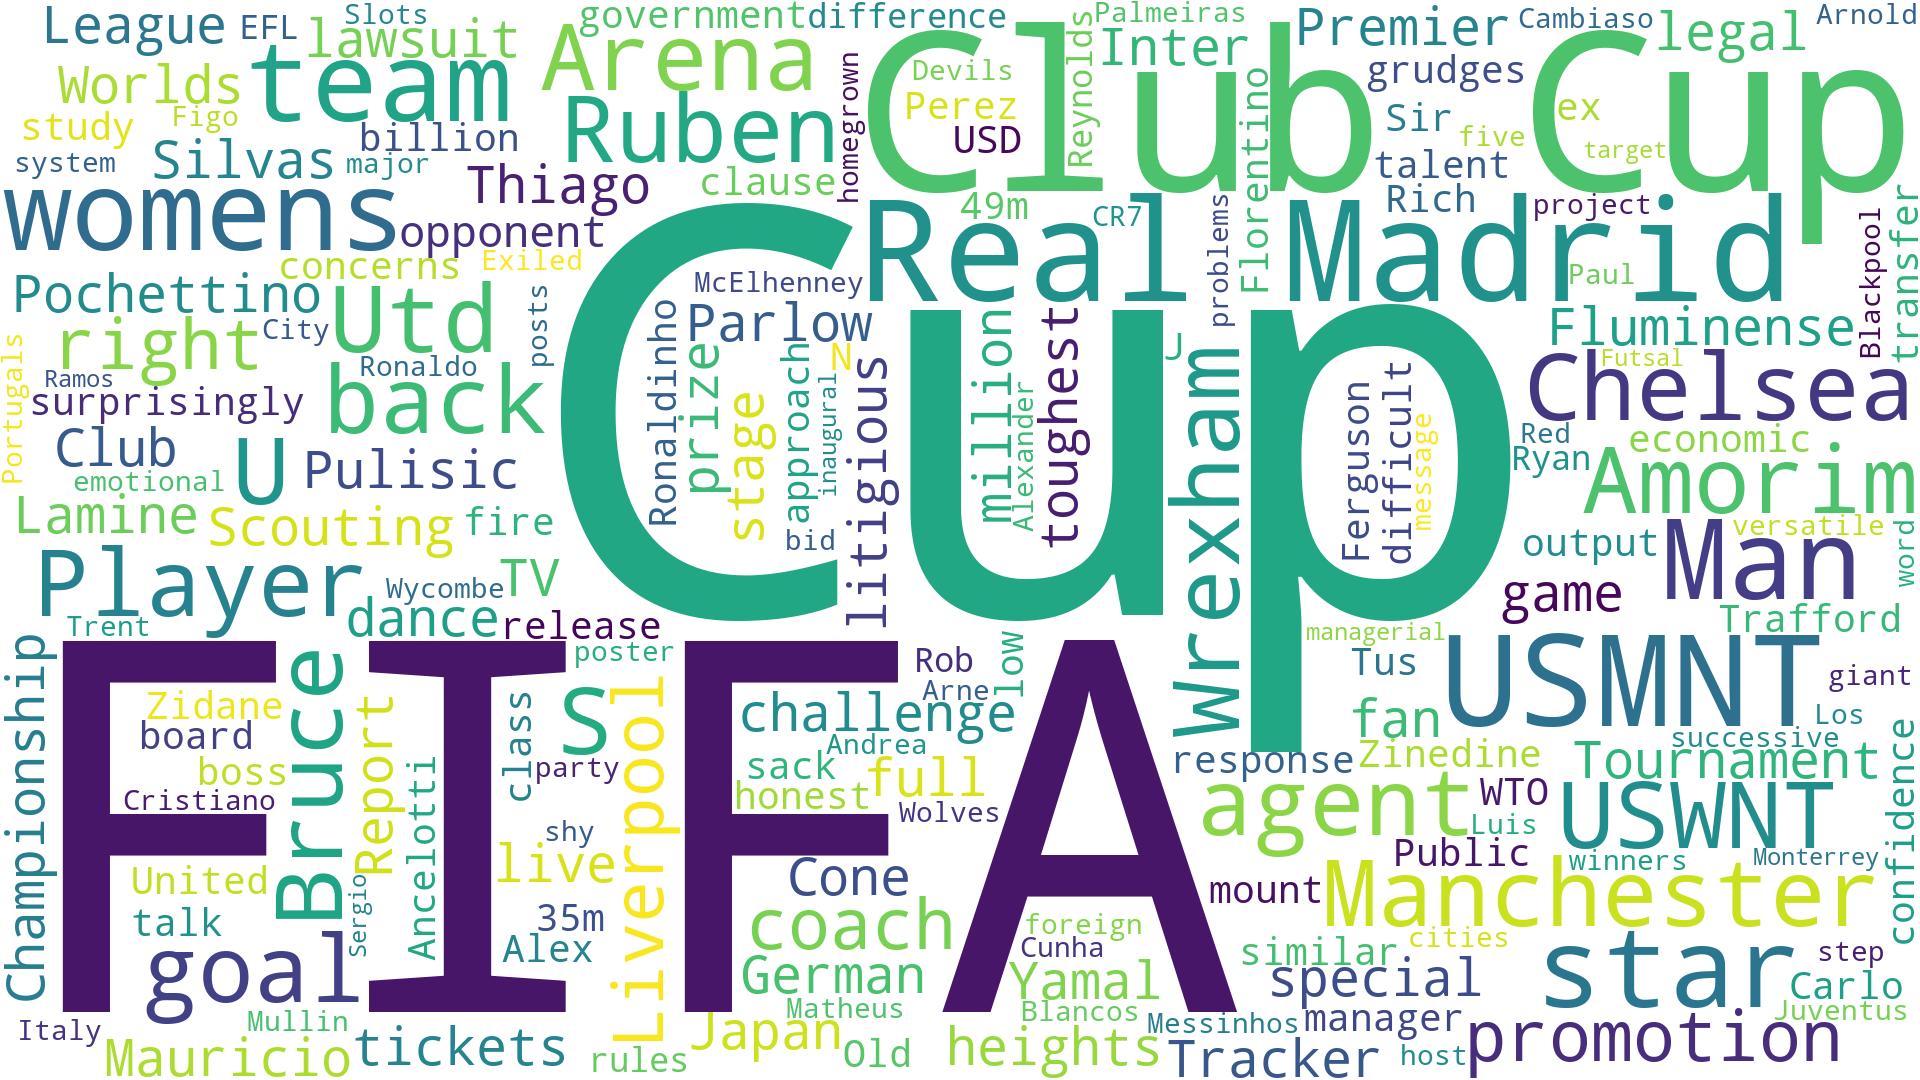 League
EFL
Slots
government
difference
Palmeiras
Premier
Cambiaso
Arnold
lawsuit
Arena
Club Cup
Reynolds
Inter
legal
Worlds
team
Devils
grudges
study
Figo
billion
Ruben
Perez
USD
homegrown
Florentino
Sir
five
ex
talent
target
system
Silvas
major
Thiago
clause
49m
CR7
Rich
project
womens
opponent
Real Madrid
transfer
concerns
Exiled
McElhenney
problems
Paul
Blackpool
Pochettino
Utd
posts
Cup
Parlow
Fluminense
right
City
Ronaldo
Ronaldinho
prize
N
J
Futsal
Portugals
Ramos
surprisingly
back
stage
approach
inaugural
litigious
million
Alexander
toughest
Wrexham
Ferguson
difficult
message
Chelsea
Club
U
Pulisic
Red
Ryan
economic
emotional
Amorim
Lamine
Scouting
fire
bid
output
versatile
Man
word
Player
Wycombe
TV
game
Trent
dance
release
managerial
Trafford
FIFA
Championship
Bruce
poster
Rob
low
Tus
USMNT
giant
Zidane
Report
class
S
Liverpool
challenge
Arne
fan
Los
board
Andrea
successive
boss
Ancelotti
party
sack
full
response
Zinedine
Tournament
confidence
Cristiano
honest
Wolves
agent
WTO
Luis
USWNT
shy
Public
winners
Monterrey
United
live
Cone
mount
Manchester
talk
Sergio
35m
coach
foreign
Alex
Cunha
similar
cities
star
step
goal
German
Yamal
special
Carlo
Matheus
Blancos
Juventus
Italy
Mullin
Messinhos
manager
promotion
Mauricio
tickets
rules
Japan
Old
heights
Tracker
host